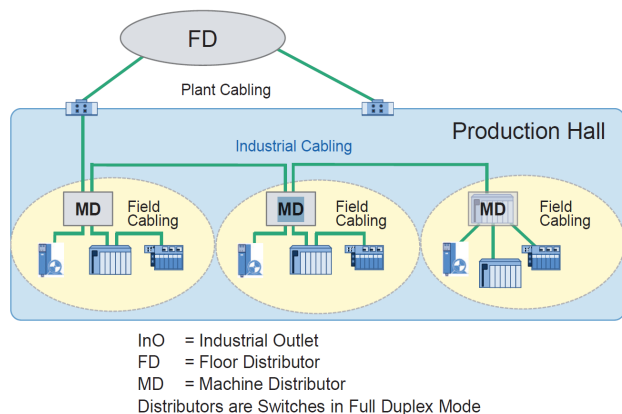 FD
Plant Cabling
Production Hall
Industrial Cabling
MD
Field
Cabling
MD
Field
Cabling
MD
Field
Cabling
InO = Industrial Outlet
FD = Floor Distributor
MD = Machine Distributor
Distributors are Switches in Full Duplex Mode